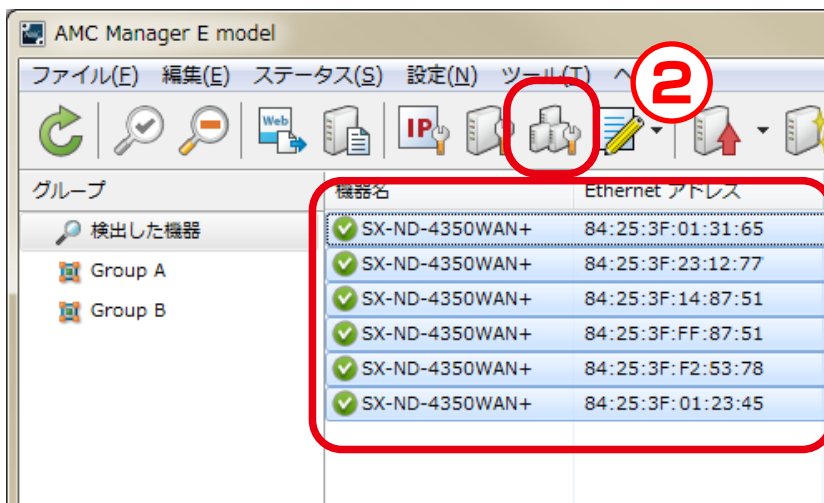 AMC Manager E model
ファイル(F) 編集(E) ステータス(S) 設定(N) ツール(T) ヘ
2
Web
IP
グループ 機器名 Ethernet アドレス
検出した機器 SX-ND-4350WAN+ 84:25:3F:01:31:65
Group A SX-ND-4350WAN+ 84:25:3F:23:12:77
Group B SX-ND-4350WAN+ 84:25:3F:14:87:51
SX-ND-4350WAN+ 84:25:3F:FF:87:51
SX-ND-4350WAN+ 84:25:3F:F2:53:78
SX-ND-4350WAN+ 84:25:3F:01:23:45